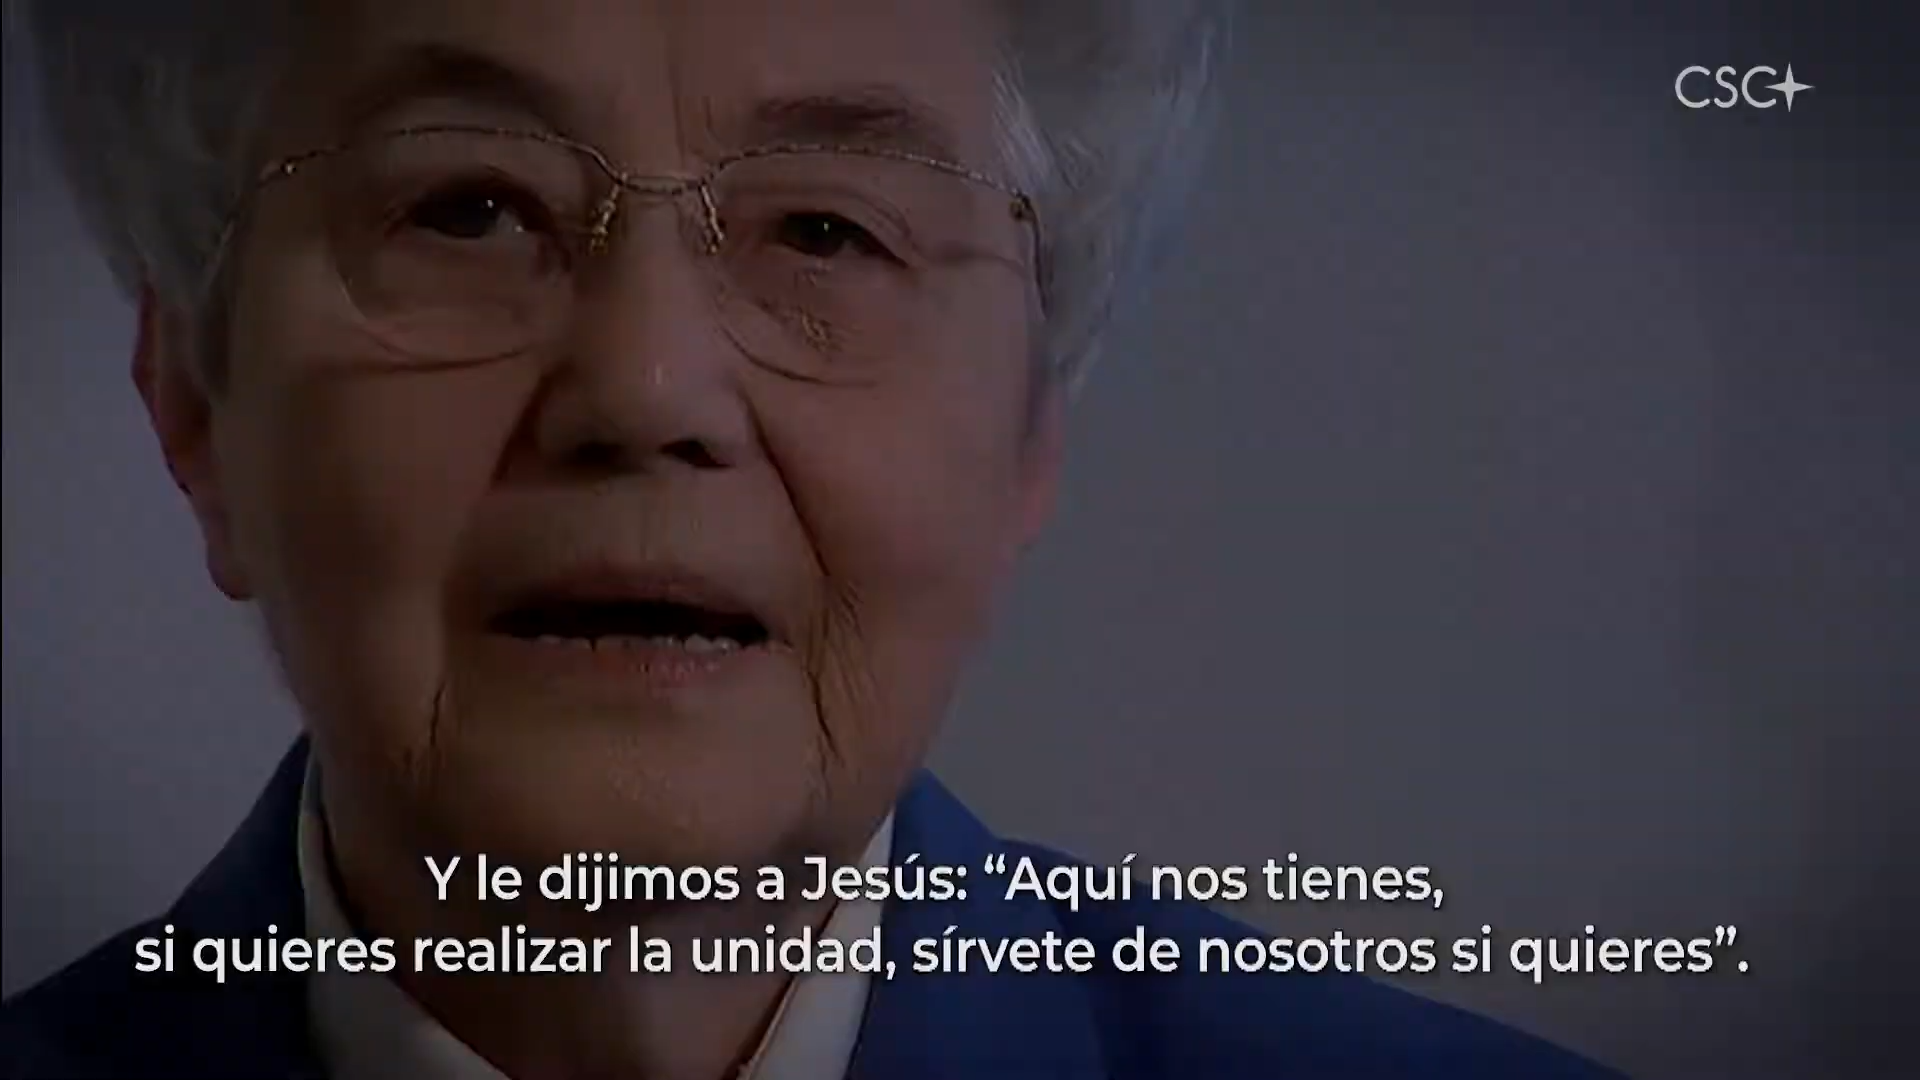 CSC
Y le dijimos a Jesús: “Aquí nos tienes,
si quieres realizar la unidad, sírvete de nosotros si quieres”.